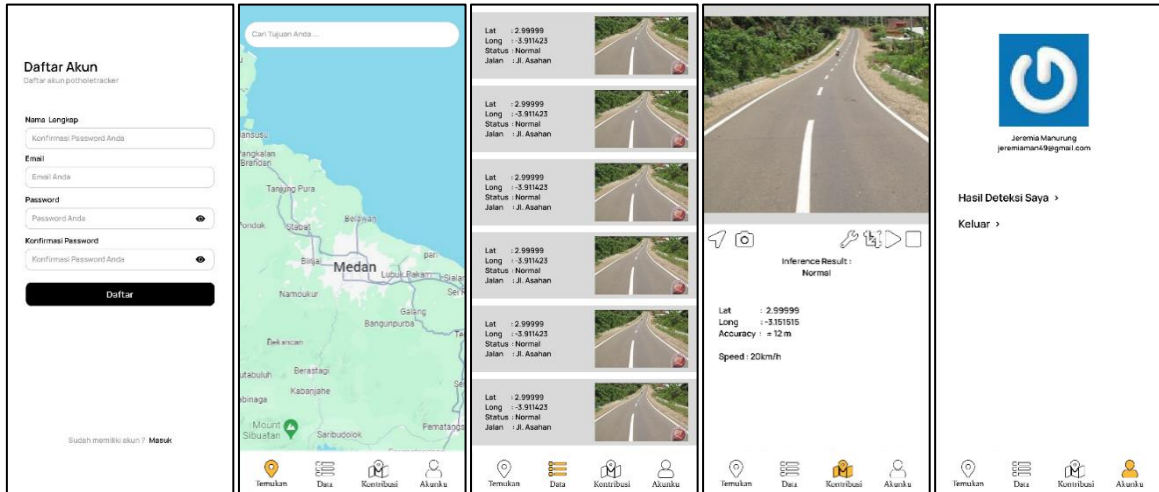 Daftar Akun
Daftar akun potholetracker
Nama Lengkap
Konfirmasi Password Anda
Email
Email Anda
Password
Password Anda
Konfirmasi Password
Konfirmasi Password Anda
Daftar
Sudah memiliki akun ? Masuk
Cari Tujuan Anda ...
Pangkalan
Brandan
Tanjung Pura
Pondok
Stabat
Belawan
Binjai
Medan
Lubuk Pakam
Namoukur
Galang
Bangunpurba
Bekancan
Berastagi
Kabanjahe
Mount
Sibuatan
Saribudolok
Pematangs
Temukan
Data
Kontribusi
Akunku
Lat : 2.99999
Long : -3.911423
Status : Normal
Jalan : Jl. Asahan
Lat : 2.99999
Long : -3.911423
Status : Normal
Jalan : Jl. Asahan
Lat : 2.99999
Long : -3.911423
Status : Normal
Jalan : Jl. Asahan
Lat : 2.99999
Long : -3.911423
Status : Normal
Jalan : Jl. Asahan
Lat : 2.99999
Long : -3.911423
Status : Normal
Jalan : Jl. Asahan
Lat : 2.99999
Long : -3.911423
Status : Normal
Jalan : Jl. Asahan
Temukan
Data
Kontribusi
Akunku
Inference Result :
Normal
Lat : 2.99999
Long : -3.151515
Accuracy : ± 12 m
Speed : 20km/h
Temukan
Data
Kontribusi
Akunku
Jeremia Manurung
jeremiaman49@gmail.com
Hasil Deteksi Saya >
Keluar >
Temukan
Data
Kontribusi
Akunku